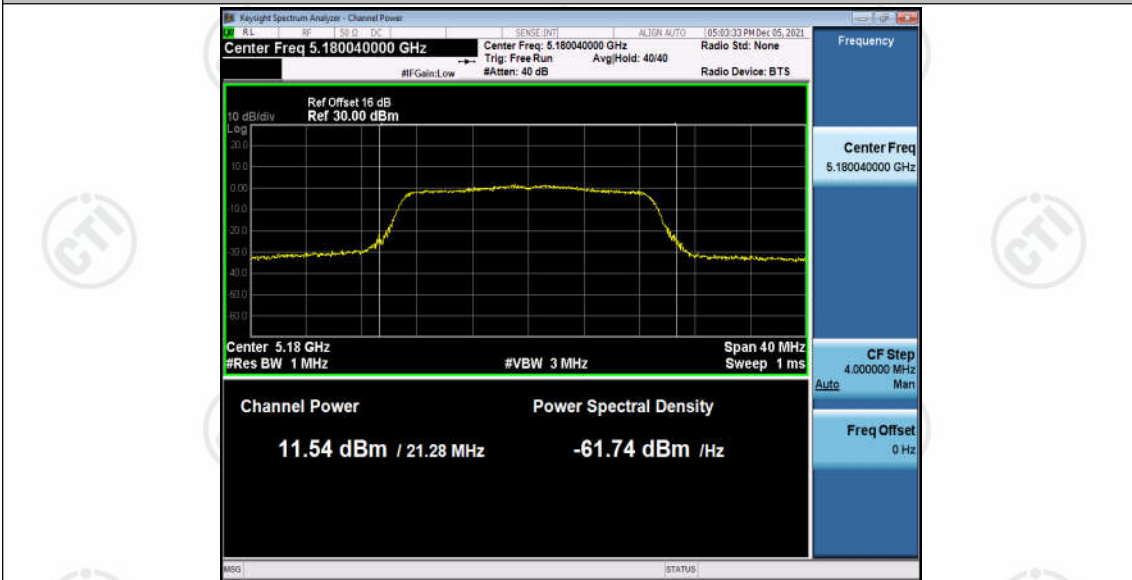 Keysight Spectrum Analyzer - Channel Power
RL RF 50 Ω DC SENSE:INT ALIGN AUTO 05:03:33 PM Dec 05, 2021
Center Freq 5.180040000 GHz
Center Freq: 5.180040000 GHz
Radio Std: None
Trig: Free Run Avg|Hold: 40/40
#IFGain:Low
#Atten: 40 dB
Radio Device: BTS
Frequency
Ref Offset 16 dB
10 dB/div Ref 30.00 dBm
Log
20.0
10.0
0.00
-10.0
-20.0
-30.0
-40.0
-50.0
-60.0
Center Freq
5.180040000 GHz
Center 5.18 GHz
Span 40 MHz
#Res BW 1 MHz
#VBW 3 MHz
Sweep 1 ms
CF Step
4.000000 MHz
Auto Man
Freq Offset
0 Hz
Channel Power
Power Spectral Density
11.54 dBm / 21.28 MHz
-61.74 dBm /Hz
MSG
STATUS
CTI
CTI